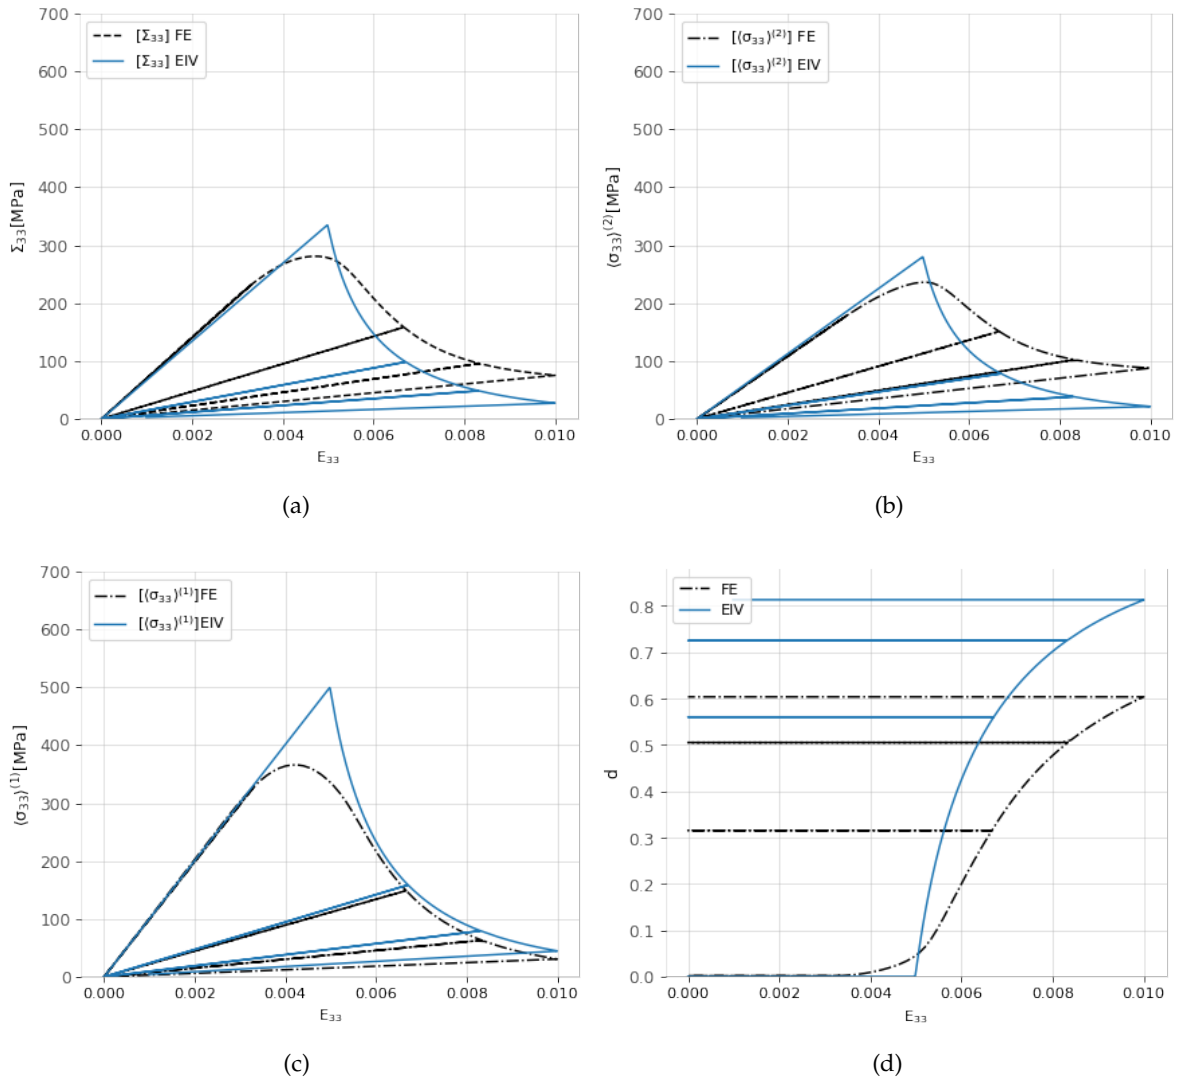 700
600
500
400
300
200
100
0
Σ₃₃[MPa]
[Σ₃₃] FE
[Σ₃₃] EIV
0.000 0.002 0.004 0.006 0.008 0.010
E₃₃
(a)
700
600
500
400
300
200
100
0
⟨σ₃₃⟩⁽²⁾[MPa]
[⟨σ₃₃⟩⁽²⁾] FE
[⟨σ₃₃⟩⁽²⁾] EIV
0.000 0.002 0.004 0.006 0.008 0.010
E₃₃
(b)
700
600
500
400
300
200
100
0
⟨σ₃₃⟩⁽¹⁾[MPa]
[⟨σ₃₃⟩⁽¹⁾]FE
[⟨σ₃₃⟩⁽¹⁾]EIV
0.000 0.002 0.004 0.006 0.008 0.010
E₃₃
(c)
0.8
0.7
0.6
0.5
0.4
0.3
0.2
0.1
0.0
d
FE
EIV
0.000 0.002 0.004 0.006 0.008 0.010
E₃₃
(d)